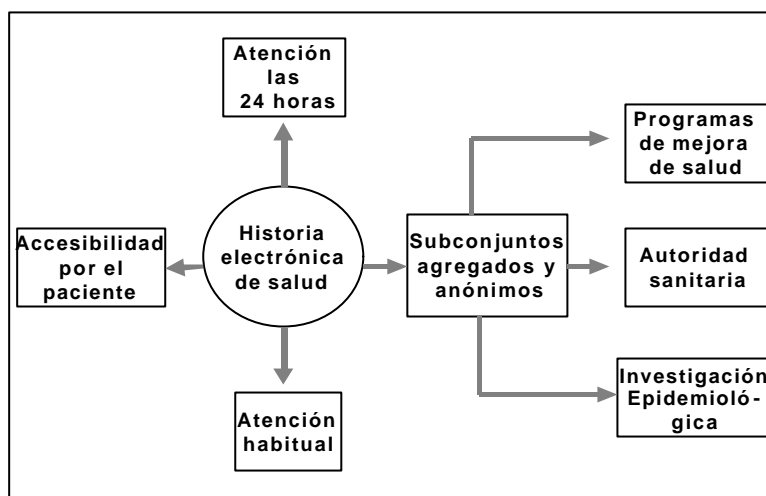 Atención
las
24 horas
Programas
de mejora
de salud
Accesibilidad
por el
paciente
Historia
electrónica
de salud
Subconjuntos
agregados y
anónimos
Autoridad
sanitaria
Atención
habitual
Investigación
Epidemioló-
gica